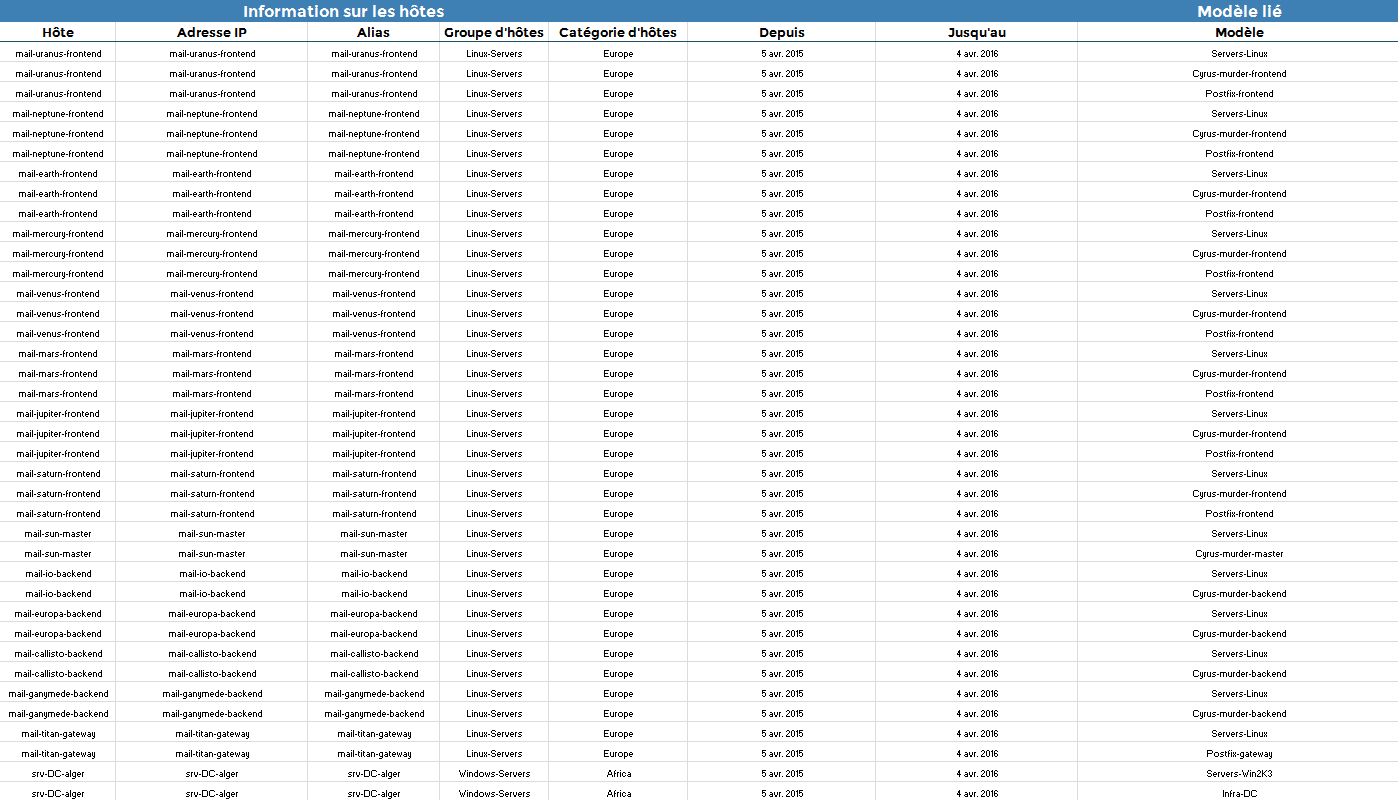 Information sur les hôtes Modèle lié
Hôte Adresse IP Alias Groupe d'hôtes Catégorie d'hôtes Depuis Jusqu'au Modèle
mail-uranus-frontend mail-uranus-frontend mail-uranus-frontend Linux-Servers Europe 5 avr. 2015 4 avr. 2016 Servers-Linux
mail-uranus-frontend mail-uranus-frontend mail-uranus-frontend Linux-Servers Europe 5 avr. 2015 4 avr. 2016 Cyrus-murder-frontend
mail-uranus-frontend mail-uranus-frontend mail-uranus-frontend Linux-Servers Europe 5 avr. 2015 4 avr. 2016 Postfix-frontend
mail-neptune-frontend mail-neptune-frontend mail-neptune-frontend Linux-Servers Europe 5 avr. 2015 4 avr. 2016 Servers-Linux
mail-neptune-frontend mail-neptune-frontend mail-neptune-frontend Linux-Servers Europe 5 avr. 2015 4 avr. 2016 Cyrus-murder-frontend
mail-neptune-frontend mail-neptune-frontend mail-neptune-frontend Linux-Servers Europe 5 avr. 2015 4 avr. 2016 Postfix-frontend
mail-earth-frontend mail-earth-frontend mail-earth-frontend Linux-Servers Europe 5 avr. 2015 4 avr. 2016 Servers-Linux
mail-earth-frontend mail-earth-frontend mail-earth-frontend Linux-Servers Europe 5 avr. 2015 4 avr. 2016 Cyrus-murder-frontend
mail-earth-frontend mail-earth-frontend mail-earth-frontend Linux-Servers Europe 5 avr. 2015 4 avr. 2016 Postfix-frontend
mail-mercury-frontend mail-mercury-frontend mail-mercury-frontend Linux-Servers Europe 5 avr. 2015 4 avr. 2016 Servers-Linux
mail-mercury-frontend mail-mercury-frontend mail-mercury-frontend Linux-Servers Europe 5 avr. 2015 4 avr. 2016 Cyrus-murder-frontend
mail-mercury-frontend mail-mercury-frontend mail-mercury-frontend Linux-Servers Europe 5 avr. 2015 4 avr. 2016 Postfix-frontend
mail-venus-frontend mail-venus-frontend mail-venus-frontend Linux-Servers Europe 5 avr. 2015 4 avr. 2016 Servers-Linux
mail-venus-frontend mail-venus-frontend mail-venus-frontend Linux-Servers Europe 5 avr. 2015 4 avr. 2016 Cyrus-murder-frontend
mail-venus-frontend mail-venus-frontend mail-venus-frontend Linux-Servers Europe 5 avr. 2015 4 avr. 2016 Postfix-frontend
mail-mars-frontend mail-mars-frontend mail-mars-frontend Linux-Servers Europe 5 avr. 2015 4 avr. 2016 Servers-Linux
mail-mars-frontend mail-mars-frontend mail-mars-frontend Linux-Servers Europe 5 avr. 2015 4 avr. 2016 Cyrus-murder-frontend
mail-mars-frontend mail-mars-frontend mail-mars-frontend Linux-Servers Europe 5 avr. 2015 4 avr. 2016 Postfix-frontend
mail-jupiter-frontend mail-jupiter-frontend mail-jupiter-frontend Linux-Servers Europe 5 avr. 2015 4 avr. 2016 Servers-Linux
mail-jupiter-frontend mail-jupiter-frontend mail-jupiter-frontend Linux-Servers Europe 5 avr. 2015 4 avr. 2016 Cyrus-murder-frontend
mail-jupiter-frontend mail-jupiter-frontend mail-jupiter-frontend Linux-Servers Europe 5 avr. 2015 4 avr. 2016 Postfix-frontend
mail-saturn-frontend mail-saturn-frontend mail-saturn-frontend Linux-Servers Europe 5 avr. 2015 4 avr. 2016 Servers-Linux
mail-saturn-frontend mail-saturn-frontend mail-saturn-frontend Linux-Servers Europe 5 avr. 2015 4 avr. 2016 Cyrus-murder-frontend
mail-saturn-frontend mail-saturn-frontend mail-saturn-frontend Linux-Servers Europe 5 avr. 2015 4 avr. 2016 Postfix-frontend
mail-sun-master mail-sun-master mail-sun-master Linux-Servers Europe 5 avr. 2015 4 avr. 2016 Servers-Linux
mail-sun-master mail-sun-master mail-sun-master Linux-Servers Europe 5 avr. 2015 4 avr. 2016 Cyrus-murder-master
mail-io-backend mail-io-backend mail-io-backend Linux-Servers Europe 5 avr. 2015 4 avr. 2016 Servers-Linux
mail-io-backend mail-io-backend mail-io-backend Linux-Servers Europe 5 avr. 2015 4 avr. 2016 Cyrus-murder-backend
mail-europa-backend mail-europa-backend mail-europa-backend Linux-Servers Europe 5 avr. 2015 4 avr. 2016 Servers-Linux
mail-europa-backend mail-europa-backend mail-europa-backend Linux-Servers Europe 5 avr. 2015 4 avr. 2016 Cyrus-murder-backend
mail-callisto-backend mail-callisto-backend mail-callisto-backend Linux-Servers Europe 5 avr. 2015 4 avr. 2016 Servers-Linux
mail-callisto-backend mail-callisto-backend mail-callisto-backend Linux-Servers Europe 5 avr. 2015 4 avr. 2016 Cyrus-murder-backend
mail-ganymede-backend mail-ganymede-backend mail-ganymede-backend Linux-Servers Europe 5 avr. 2015 4 avr. 2016 Servers-Linux
mail-ganymede-backend mail-ganymede-backend mail-ganymede-backend Linux-Servers Europe 5 avr. 2015 4 avr. 2016 Cyrus-murder-backend
mail-titan-gateway mail-titan-gateway mail-titan-gateway Linux-Servers Europe 5 avr. 2015 4 avr. 2016 Servers-Linux
mail-titan-gateway mail-titan-gateway mail-titan-gateway Linux-Servers Europe 5 avr. 2015 4 avr. 2016 Postfix-gateway
srv-DC-alger srv-DC-alger srv-DC-alger Windows-Servers Africa 5 avr. 2015 4 avr. 2016 Servers-Win2K3
srv-DC-alger srv-DC-alger srv-DC-alger Windows-Servers Africa 5 avr. 2015 4 avr. 2016 Infra-DC